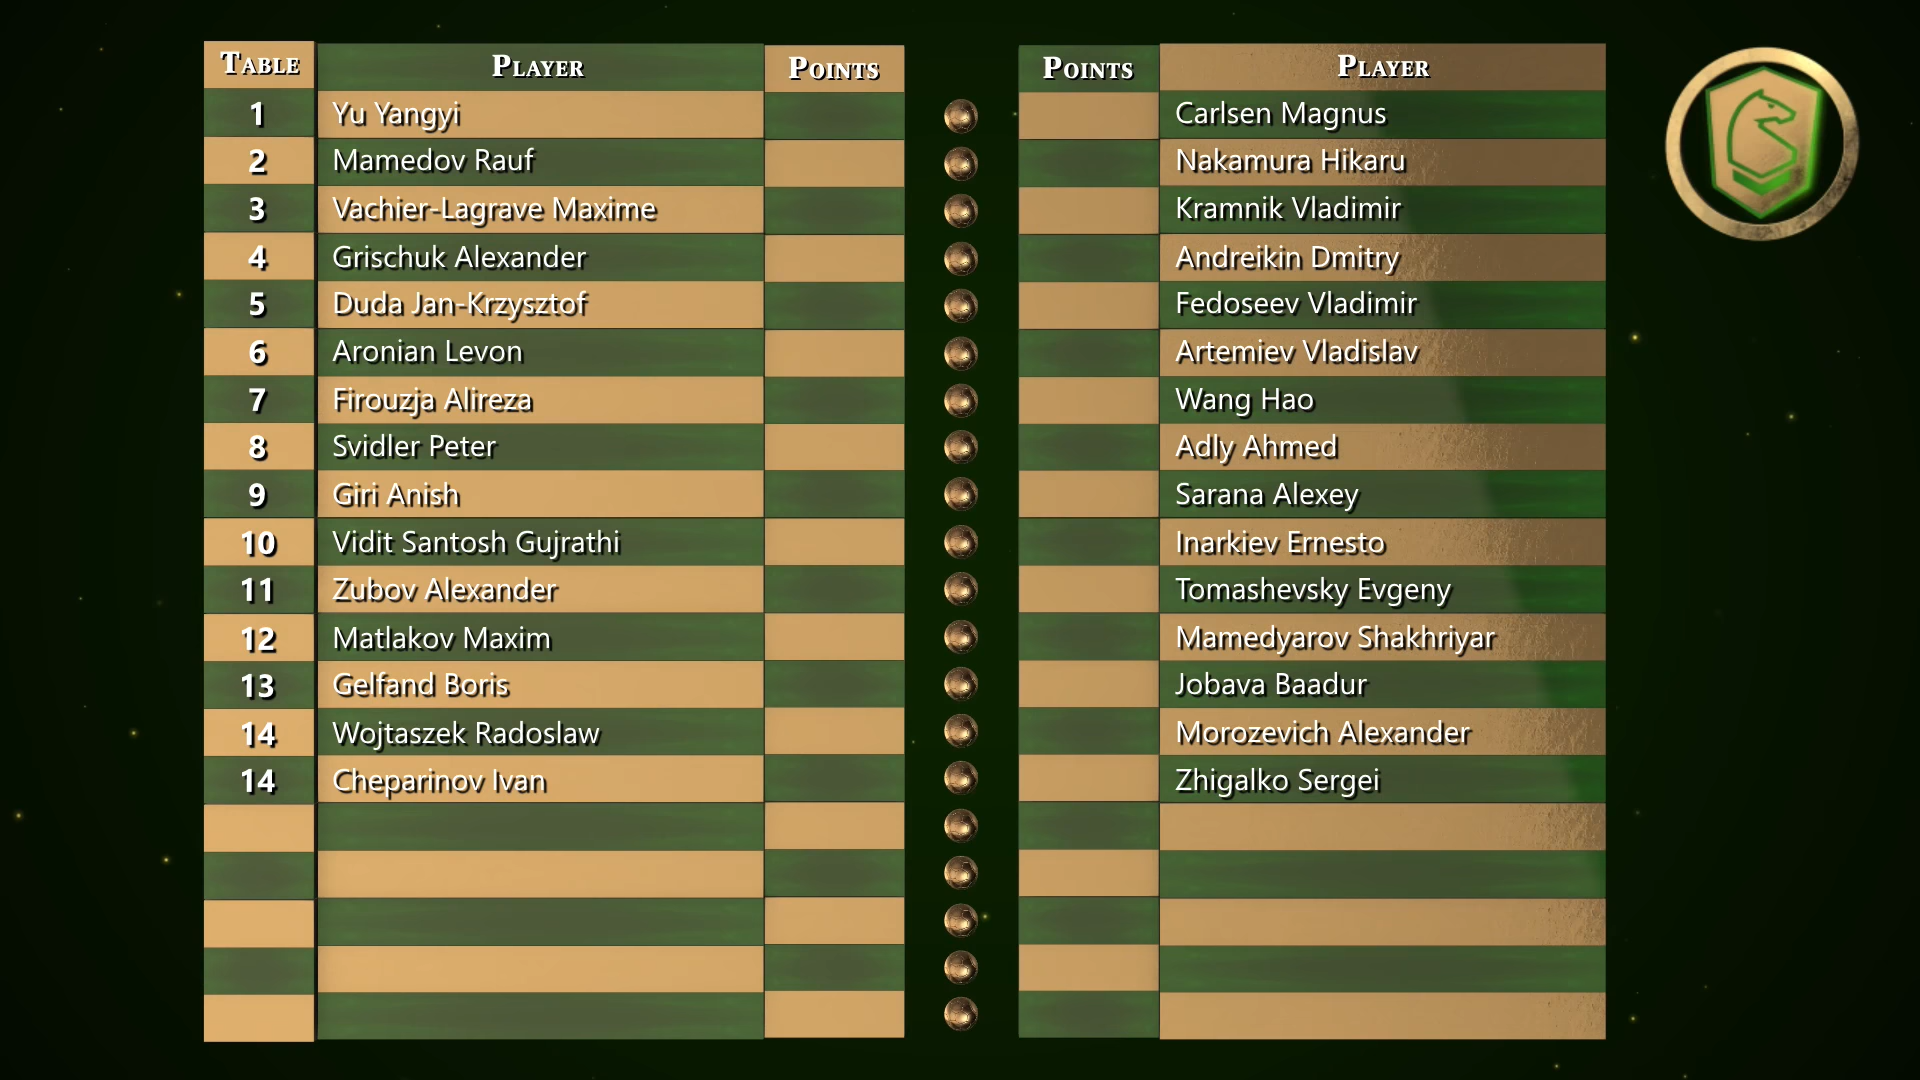 TABLE PLAYER POINTS POINTS PLAYER
1 Yu Yangyi Carlsen Magnus
2 Mamedov Rauf Nakamura Hikaru
3 Vachier-Lagrave Maxime Kramnik Vladimir
4 Grischuk Alexander Andreikin Dmitry
5 Duda Jan-Krzysztof Fedoseev Vladimir
6 Aronian Levon Artemiev Vladislav
7 Firouzja Alireza Wang Hao
8 Svidler Peter Adly Ahmed
9 Giri Anish Sarana Alexey
10 Vidit Santosh Gujrathi Inarkiev Ernesto
11 Zubov Alexander Tomashevsky Evgeny
12 Matlakov Maxim Mamedyarov Shakhriyar
13 Gelfand Boris Jobava Baadur
14 Wojtaszek Radoslaw Morozevich Alexander
14 Cheparinov Ivan Zhigalko Sergei